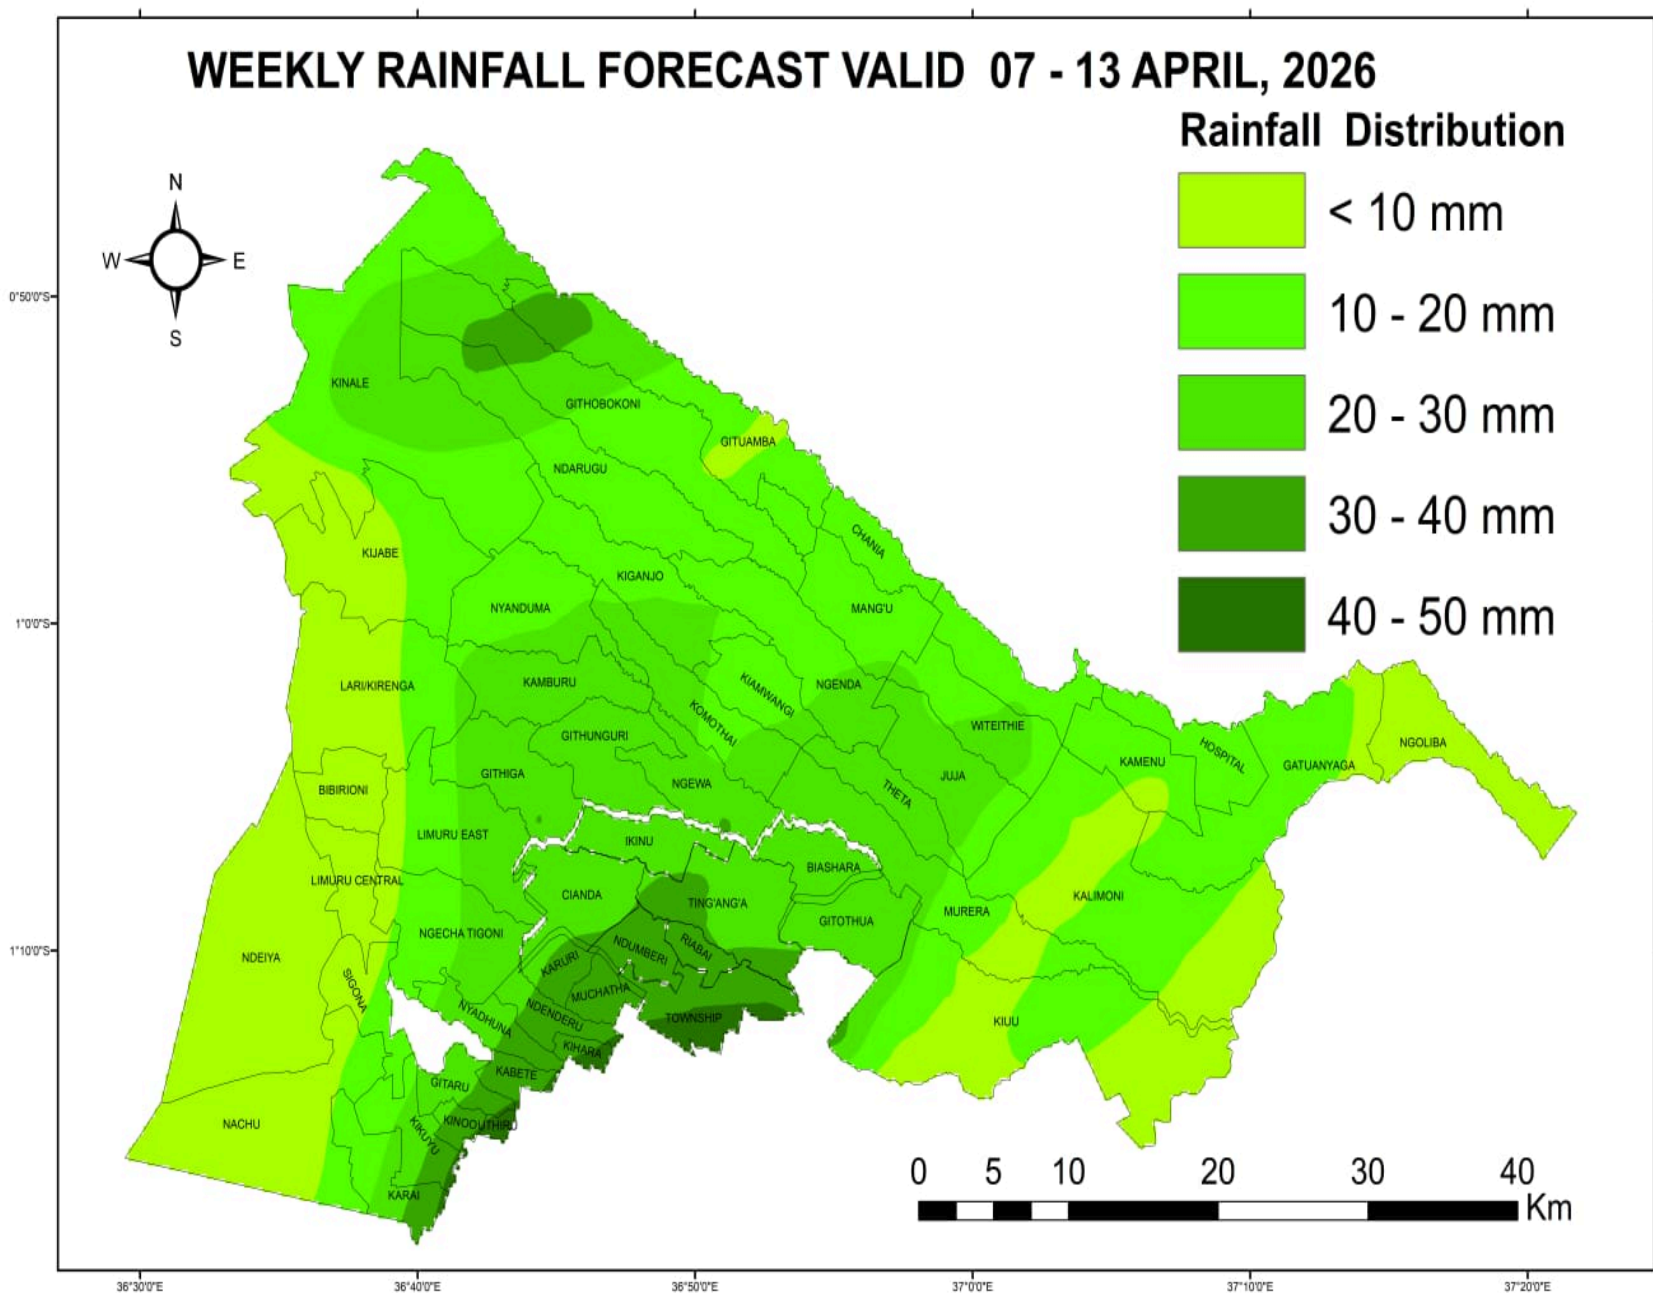 WEEKLY RAINFALL FORECAST VALID 07 - 13 APRIL, 2026
Rainfall Distribution
< 10 mm
10 - 20 mm
20 - 30 mm
30 - 40 mm
40 - 50 mm
N
W
E
S
0°50'0"S
1°0'0"S
1°10'0"S
KINALE
GITHOBOKONI
GITUAMBA
NDARUGU
CHANIA
KIJABE
KIGANJO
NYANDUMA
MANG'U
LARI/KIRENGA
KAMBURU
KIAMWANGI
NGENDA
KOMOTHAI
WITEITHIE
GITHUNGURI
HOSPITAL
NGOLIBA
KAMENU
GATUANYAGA
GITHIGA
NGEWA
THETA
JUJA
BIBIRIONI
LIMURU EAST
IKINU
BIASHARA
LIMURU CENTRAL
CIANDA
TING'ANG'A
KALIMONI
MURERA
GITOTHUA
NGECHA TIGONI
NDUMBERI
RIABAI
NDEIYA
KARURI
SIGONA
MUCHATHA
NYADHUNA
NDENDERU
TOWNSHIP
KIUU
KIHARA
KABETE
GITARU
NACHU
KIKUYU
KINOO
UTHIRU
KARAI
0 5 10 20 30 40
Km
36°30'0"E
36°40'0"E
36°50'0"E
37°0'0"E
37°10'0"E
37°20'0"E